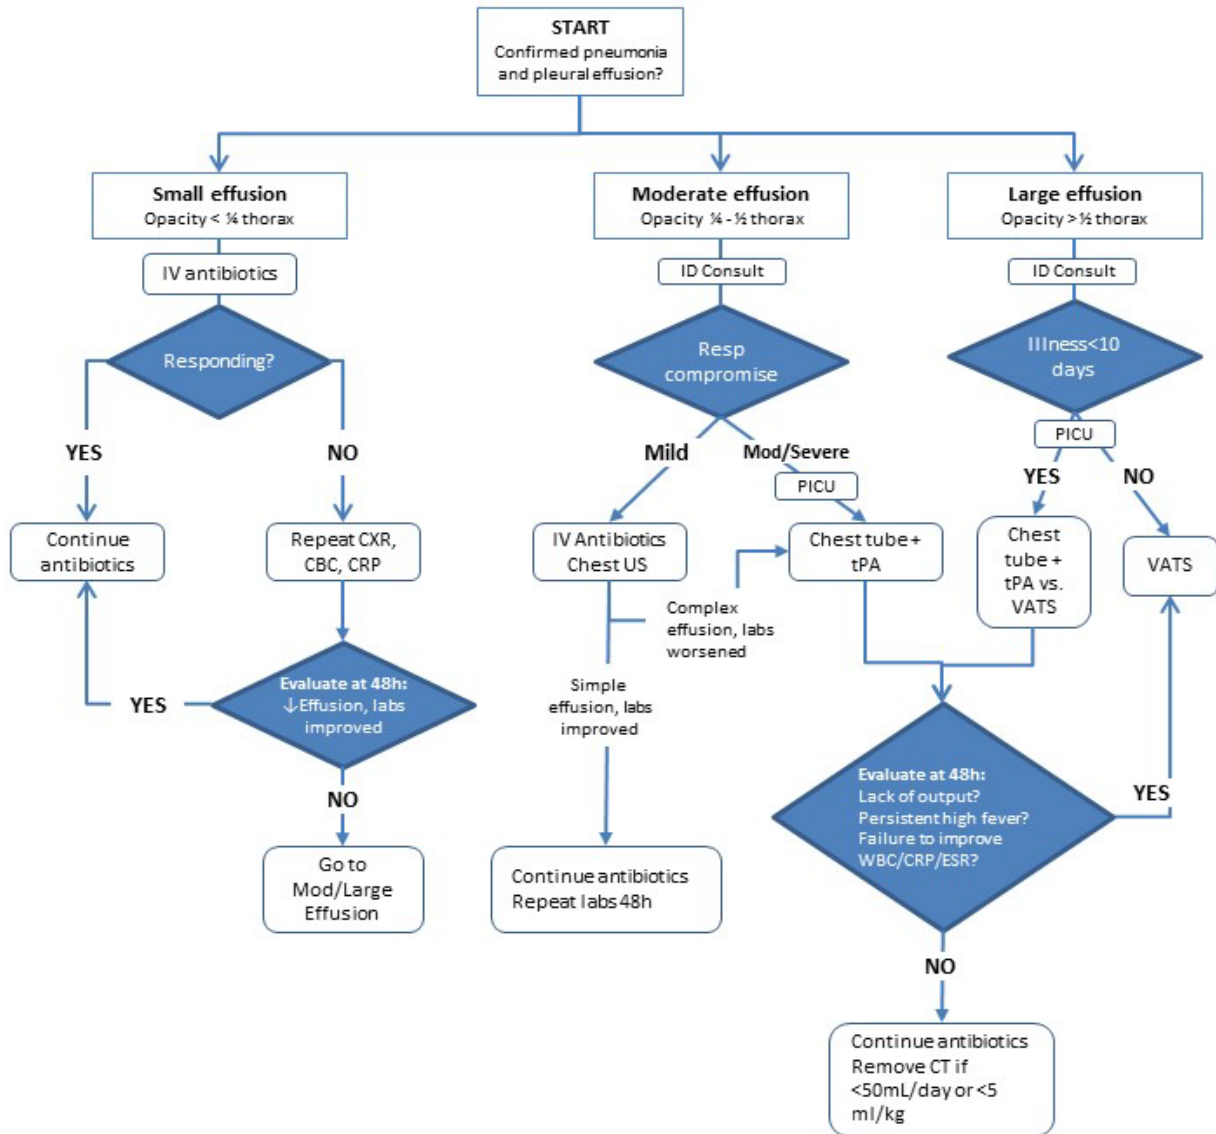 START
Confirmed pneumonia
and pleural effusion?
Small effusion
Opacity < ¼ thorax
IV antibiotics
Responding?
YES
NO
Continue
antibiotics
Repeat CXR,
CBC, CRP
Evaluate at 48h:
↓Effusion, labs
improved
YES
NO
Go to
Mod/Large
Effusion
Moderate effusion
Opacity ¼ - ½ thorax
ID Consult
Resp
compromise
Mild
Mod/Severe
PICU
IV Antibiotics
Chest US
Chest tube +
tPA
Complex
effusion, labs
worsened
Simple
effusion, labs
improved
Continue antibiotics
Repeat labs 48h
Large effusion
Opacity > ½ thorax
ID Consult
Illness<10
days
PICU
YES
NO
Chest
tube +
tPA vs.
VATS
VATS
Evaluate at 48h:
Lack of output?
Persistent high fever?
Failure to improve
WBC/CRP/ESR?
YES
NO
Continue antibiotics
Remove CT if
<50mL/day or <5
ml/kg